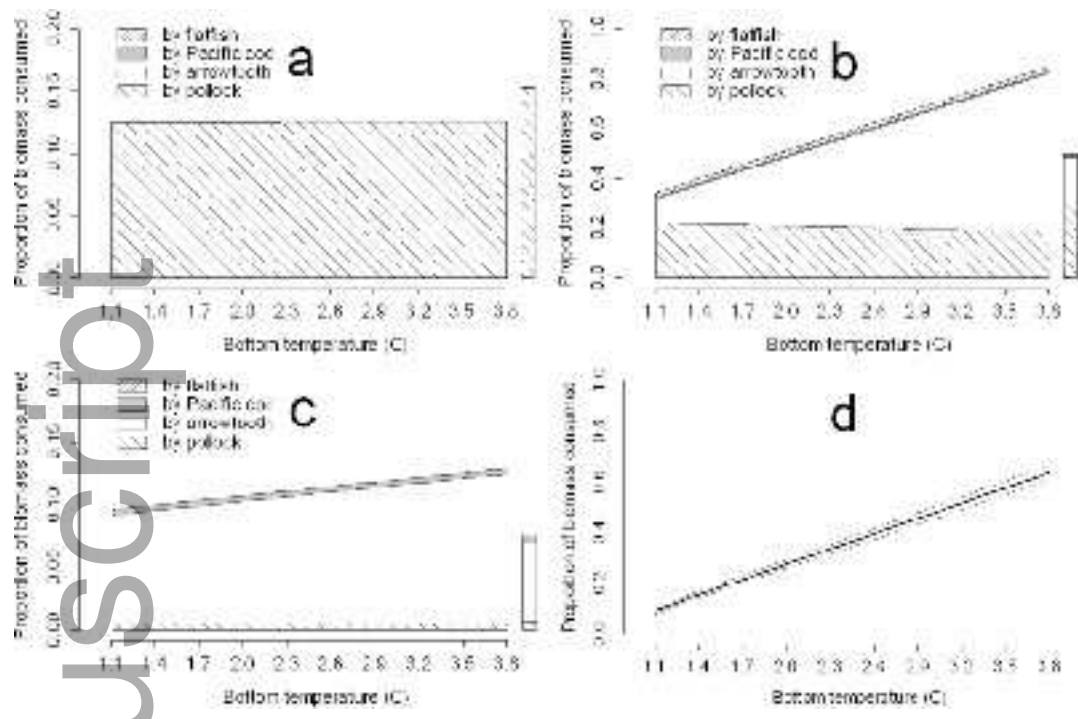 a
by flatfish
by Pacific cod
by arrowtooth
by pollock
Proportion of biomass consumed
0.20
0.15
0.10
0.05
1.1 1.4 1.7 2.0 2.3 2.6 2.9 3.2 3.5 3.8
Bottom temperature (C)
b
by flatfish
by Pacific cod
by arrowtooth
by pollock
Proportion of biomass consumed
1.0
0.8
0.6
0.4
0.2
0.0
1.1 1.4 1.7 2.0 2.3 2.6 2.9 3.2 3.5 3.8
Bottom temperature (C)
c
by flatfish
by Pacific cod
by arrowtooth
by pollock
Proportion of biomass consumed
0.20
0.15
0.10
0.05
0.00
1.1 1.4 1.7 2.0 2.3 2.6 2.9 3.2 3.5 3.8
Bottom temperature (C)
d
Proportion of biomass consumed
1.0
0.8
0.6
0.4
0.2
0.0
1.1 1.4 1.7 2.0 2.3 2.6 2.9 3.2 3.5 3.8
Bottom temperature (C)
uscript